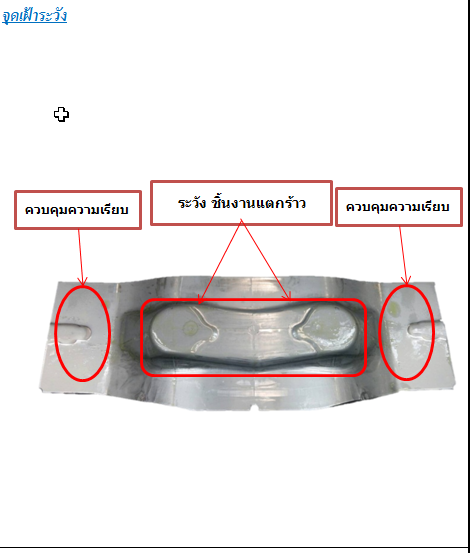 จุดเฝ้าระวัง
ระวัง ชิ้นงานแตกร้าว
ควบคุมความเรียบ
ควบคุมความเรียบ